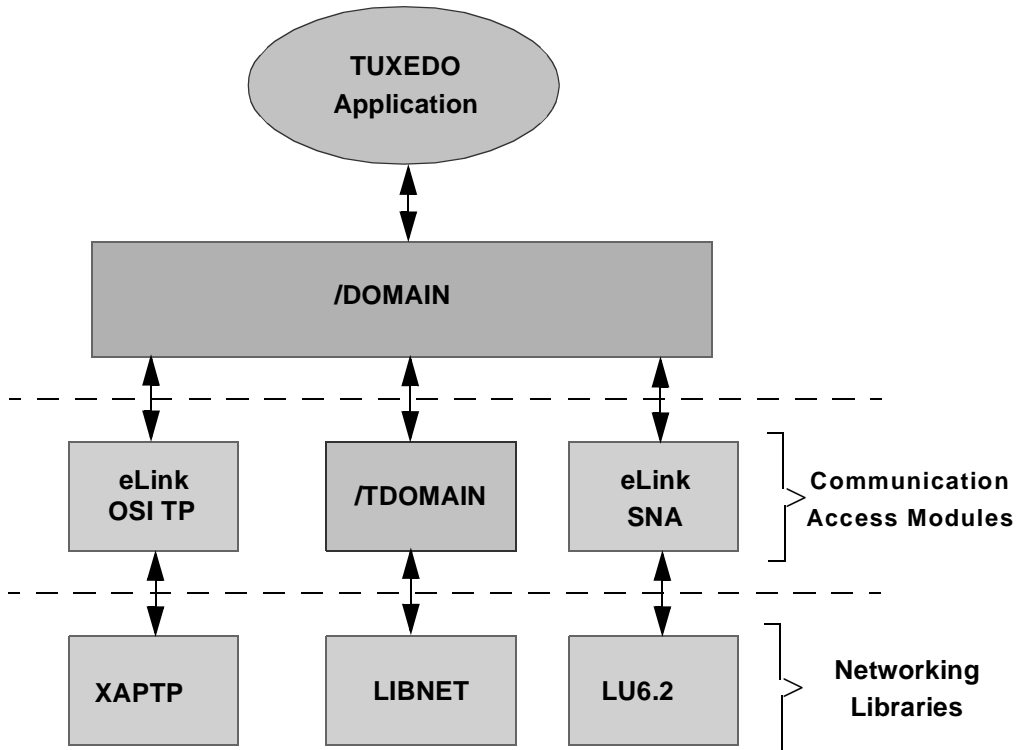 TUXEDO
Application
/DOMAIN
eLink
OSI TP
/TDOMAIN
eLink
SNA
Communication
Access Modules
XAPTP
LIBNET
LU6.2
Networking
Libraries